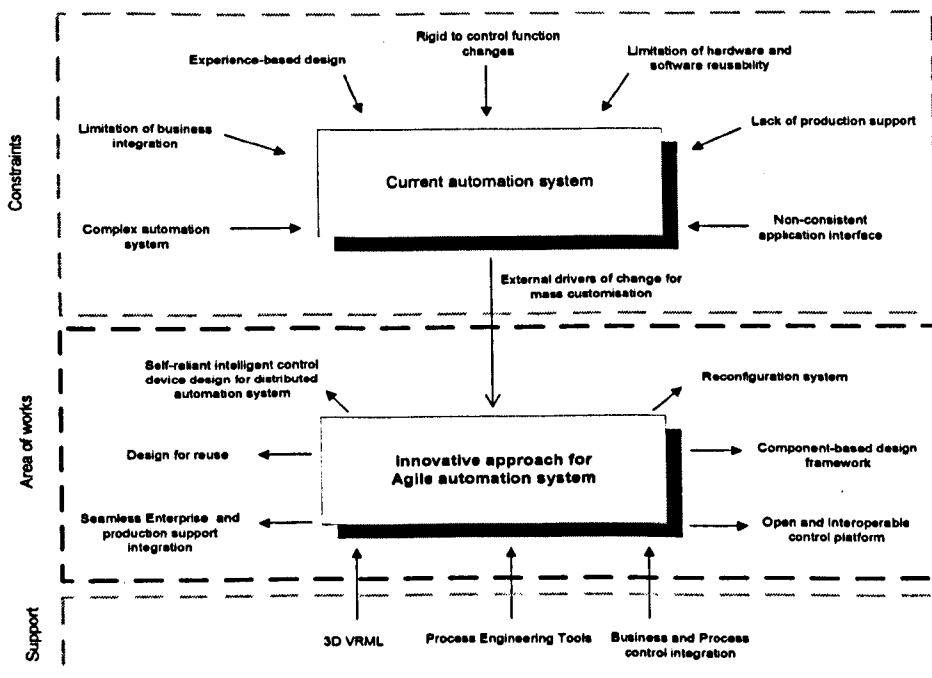 Constraints
Rigid to control function
changes
Experience-based design
Limitation of hardware and
software reusability
Limitation of business
integration
Lack of production support
Current automation system
Complex automation
system
Non-consistent
application interface
External drivers of change for
mass customisation
Area of works
Self-reliant intelligent control
device design for distributed
automation system
Reconfiguration system
Design for reuse
Innovative approach for
Agile automation system
Component-based design
framework
Seamless Enterprise and
production support
integration
Open and Interoperable
control platform
Support
3D VRML
Process Engineering Tools
Business and Process
control integration